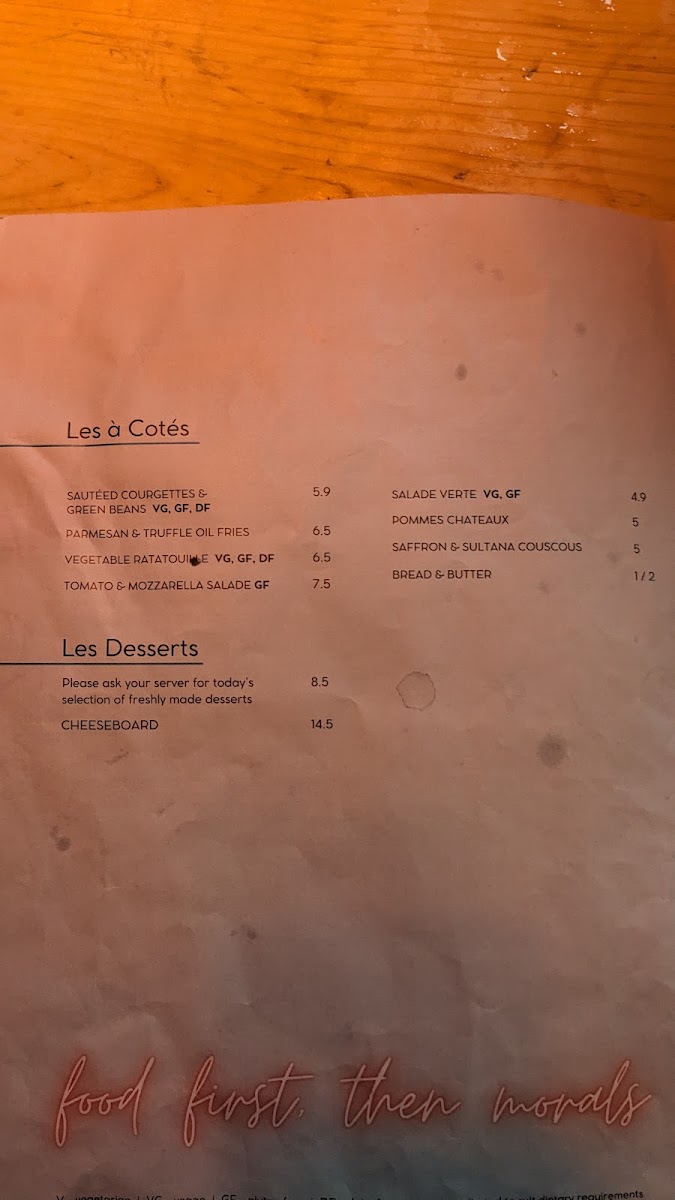 Les à Cotés
SAUTÉED COURGETTES &
GREEN BEANS VG, GF, DF 5.9
PARMESAN & TRUFFLE OIL FRIES 6.5
VEGETABLE RATATOUILLE VG, GF, DF 6.5
TOMATO & MOZZARELLA SALADE GF 7.5
SALADE VERTE VG, GF 4.9
POMMES CHATEAUX 5
SAFFRON & SULTANA COUSCOUS 5
BREAD & BUTTER 1 / 2
Les Desserts
Please ask your server for today's 8.5
selection of freshly made desserts
CHEESEBOARD 14.5
food first, then morals
dietary requirements